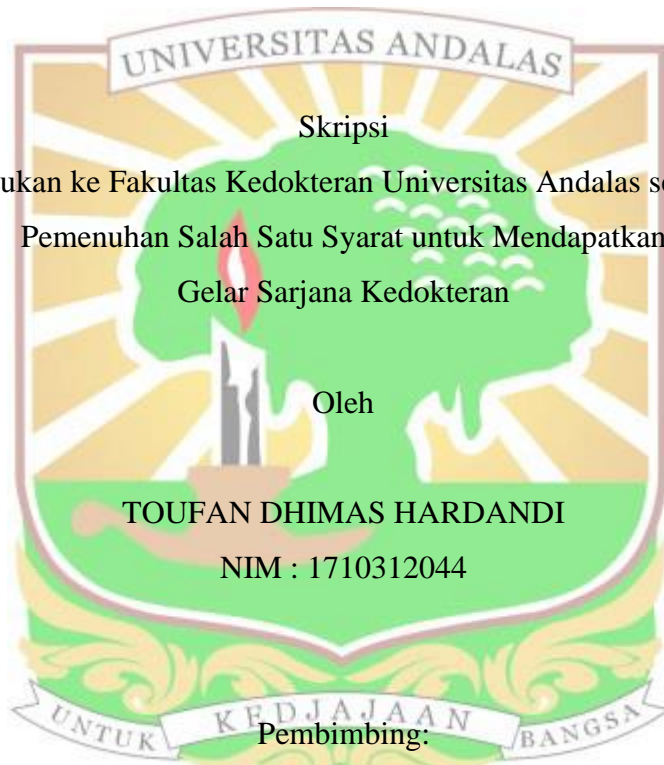 UNIVERSITAS ANDALAS
Skripsi
ukan ke Fakultas Kedokteran Universitas Andalas se
Pemenuhan Salah Satu Syarat untuk Mendapatkan
Gelar Sarjana Kedokteran
Oleh
TOUFAN DHIMAS HARDANDI
NIM : 1710312044
UNTUK KEDJAJAAN BANGSA
Pembimbing: